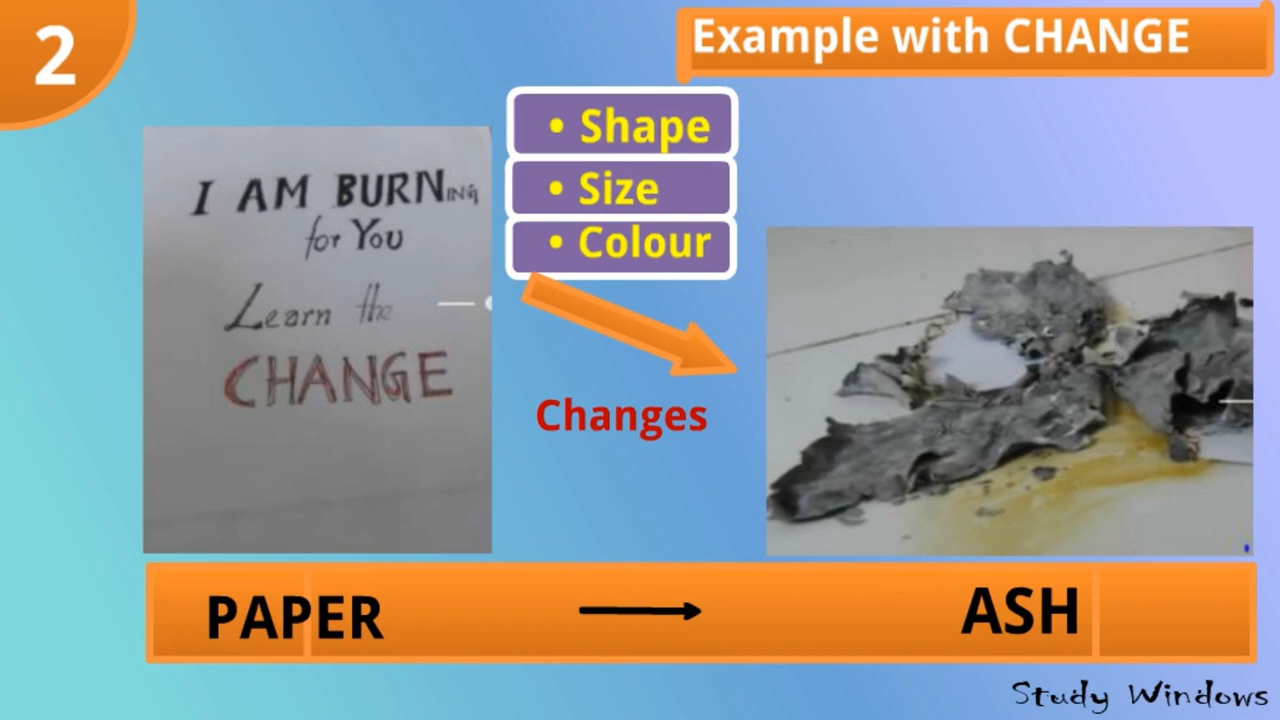 2
Example with CHANGE
• Shape
• Size
• Colour
I AM BURNING
for You
Learn the
CHANGE
Changes
PAPER
ASH
Study Windows